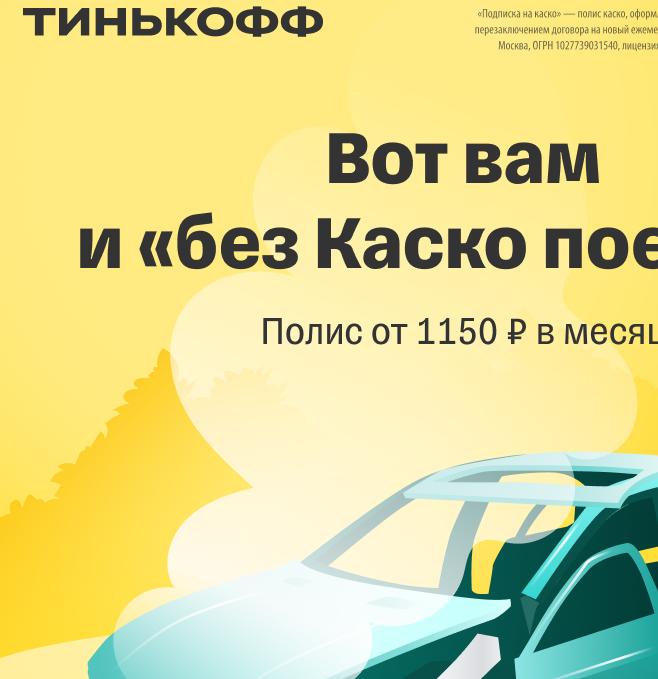 ТИНЬКОФФ
«Подписка на каско» — полис каско, оформ
перезаключением договора на новый ежеме
Москва, ОГРН 1027739031540, лицензи
Вот вам
и «без Каско пое
Полис от 1150 ₽ в меся